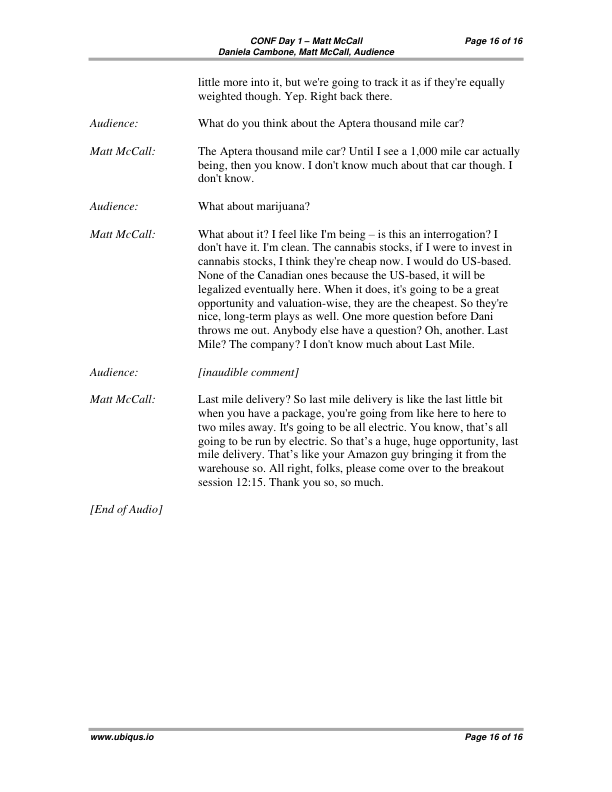 CONF Day 1 – Matt McCall Page 16 of 16
Daniela Cambone, Matt McCall, Audience
little more into it, but we're going to track it as if they're equally
weighted though. Yep. Right back there.
Audience: What do you think about the Aptera thousand mile car?
Matt McCall: The Aptera thousand mile car? Until I see a 1,000 mile car actually
being, then you know. I don't know much about that car though. I
don't know.
Audience: What about marijuana?
Matt McCall: What about it? I feel like I'm being – is this an interrogation? I
don't have it. I'm clean. The cannabis stocks, if I were to invest in
cannabis stocks, I think they're cheap now. I would do US-based.
None of the Canadian ones because the US-based, it will be
legalized eventually here. When it does, it's going to be a great
opportunity and valuation-wise, they are the cheapest. So they're
nice, long-term plays as well. One more question before Dani
throws me out. Anybody else have a question? Oh, another. Last
Mile? The company? I don't know much about Last Mile.
Audience: [inaudible comment]
Matt McCall: Last mile delivery? So last mile delivery is like the last little bit
when you have a package, you're going from like here to here to
two miles away. It's going to be all electric. You know, that’s all
going to be run by electric. So that’s a huge, huge opportunity, last
mile delivery. That’s like your Amazon guy bringing it from the
warehouse so. All right, folks, please come over to the breakout
session 12:15. Thank you so, so much.
[End of Audio]
www.ubiqus.io Page 16 of 16